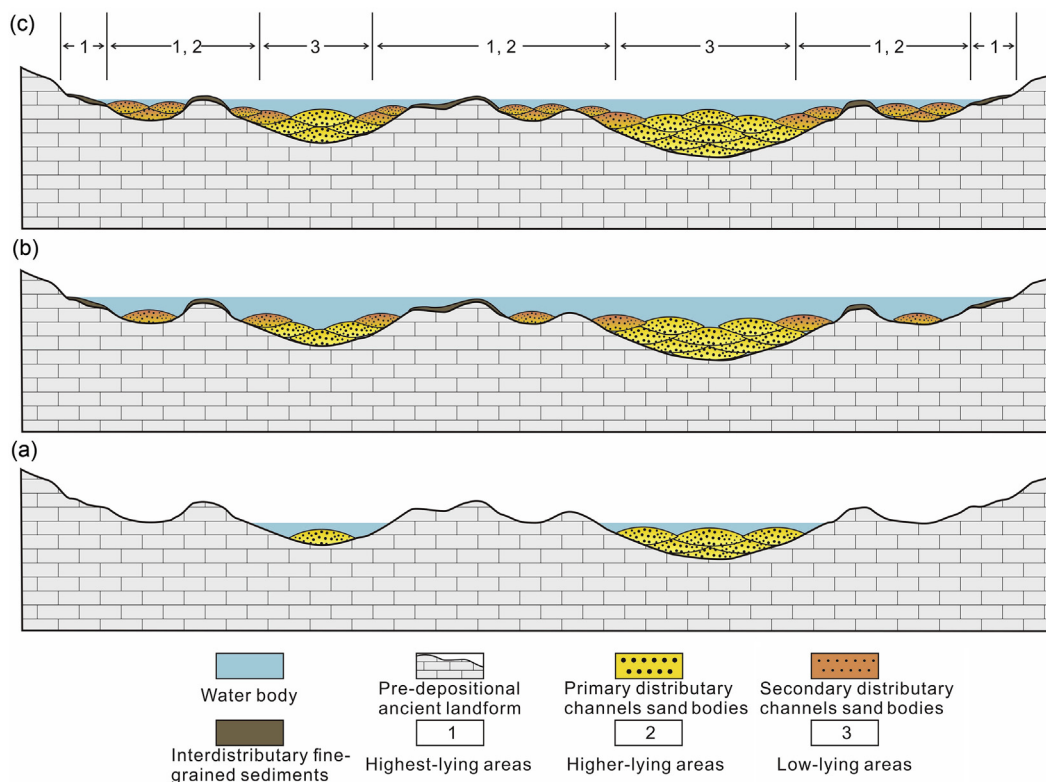 (c)
1
1, 2
3
1, 2
3
1, 2
1
(b)
(a)
Water body
Pre-depositional
ancient landform
Primary distributary
channels sand bodies
Secondary distributary
channels sand bodies
Interdistributary fine-
grained sediments
1
Highest-lying areas
2
Higher-lying areas
3
Low-lying areas